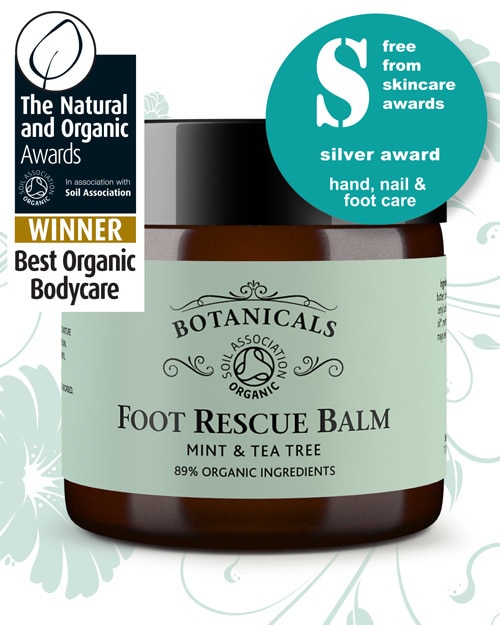 The Natural
and Organic
Awards
SOIL ASSOCIATION
ORGANIC
In association with
Soil Association
WINNER
Best Organic
Bodycare
S
free
from
skincare
awards
silver award
hand, nail &
foot care
BOTANICALS
SOIL ASSOCIATION
ORGANIC
FOOT RESCUE BALM
MINT & TEA TREE
89% ORGANIC INGREDIENTS